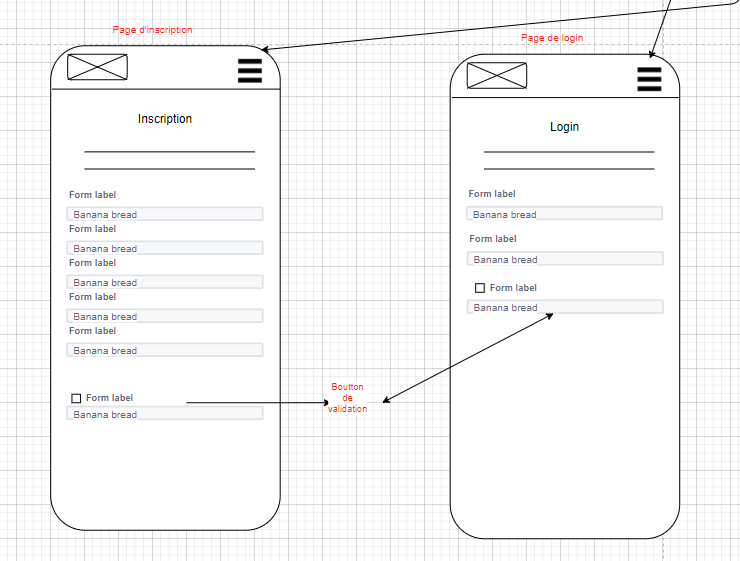 Page d'inscription
Inscription
Form label
Banana bread
Form label
Banana bread
Form label
Banana bread
Form label
Banana bread
Form label
Banana bread
Form label
Banana bread
Boutton
de
validation
Page de login
Login
Form label
Banana bread
Form label
Banana bread
Form label
Banana bread